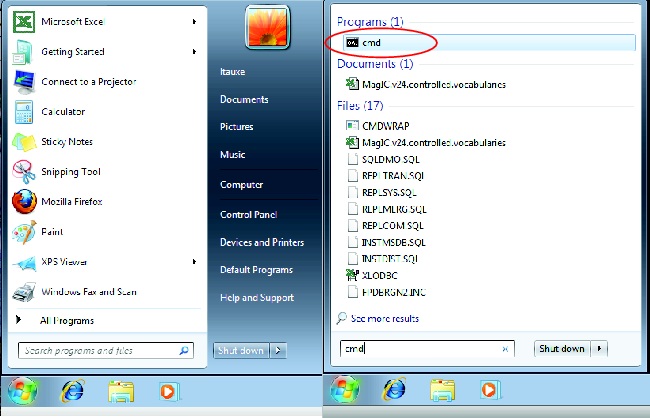 Microsoft Excel
Getting Started
Connect to a Projector
Calculator
Sticky Notes
Snipping Tool
Mozilla Firefox
Paint
XPS Viewer
Windows Fax and Scan
All Programs
Search programs and files
ltauxe
Documents
Pictures
Music
Computer
Control Panel
Devices and Printers
Default Programs
Help and Support
Shut down
Programs (1)
cmd
Documents (1)
MagIC v24.controlled.vocabularies
Files (17)
CMDWRAP
MagIC v24.controlled.vocabularies
SQLDMO.SQL
REPLTRAN.SQL
REPLSYS.SQL
REPLMERG.SQL
REPLCOM.SQL
INSTMSDB.SQL
INSTDIST.SQL
XLODBC
FPDERGN2.INC
See more results
cmd
Shut down